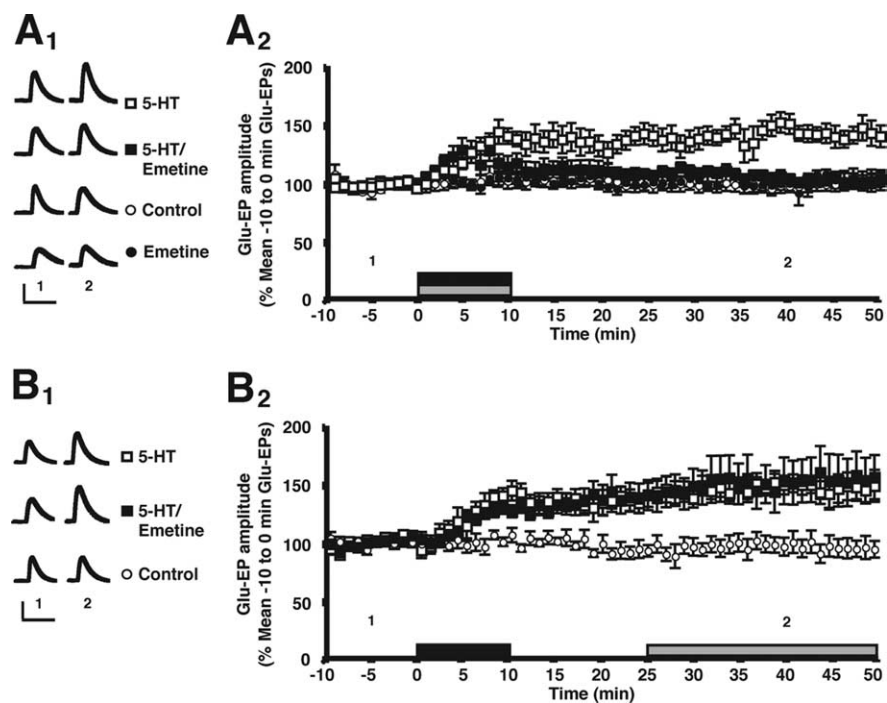 A1
5-HT
5-HT/
Emetine
Control
Emetine
1 2
A2
Glu-EP amplitude
(% Mean -10 to 0 min Glu-EPs)
200
150
100
50
0
1 2
-10 -5 0 5 10 15 20 25 30 35 40 45 50
Time (min)
B1
5-HT
5-HT/
Emetine
Control
1 2
B2
Glu-EP amplitude
(% Mean -10 to 0 min Glu-EPs)
200
150
100
50
0
1 2
-10 -5 0 5 10 15 20 25 30 35 40 45 50
Time (min)